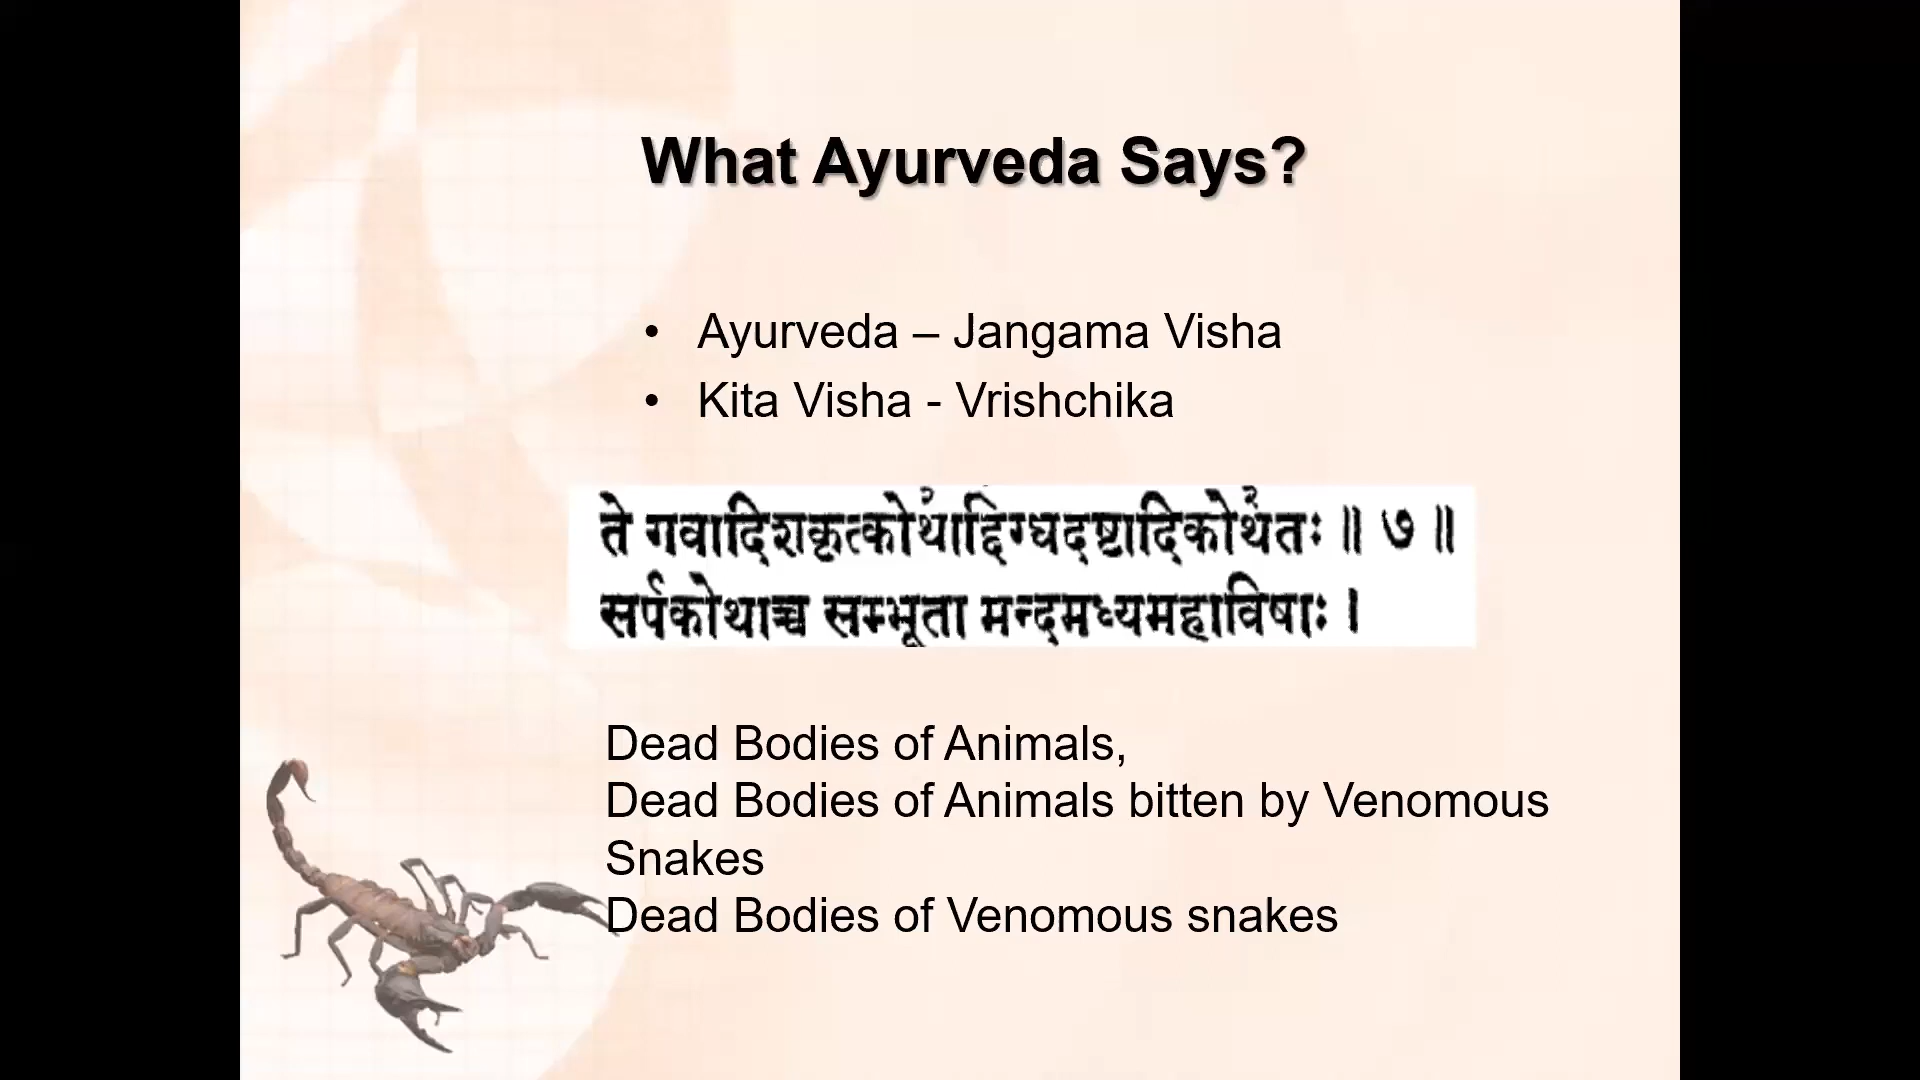 What Ayurveda Says?
• Ayurveda – Jangama Visha
• Kita Visha - Vrishchika
ते गवादिशकृत्कोथाद्दिग्धदष्टादिकोथतः ॥ ७ ॥
सर्पकोथाच्च सम्भूता मन्दमध्यमहाविषाः ।
Dead Bodies of Animals,
Dead Bodies of Animals bitten by Venomous
Snakes
Dead Bodies of Venomous snakes